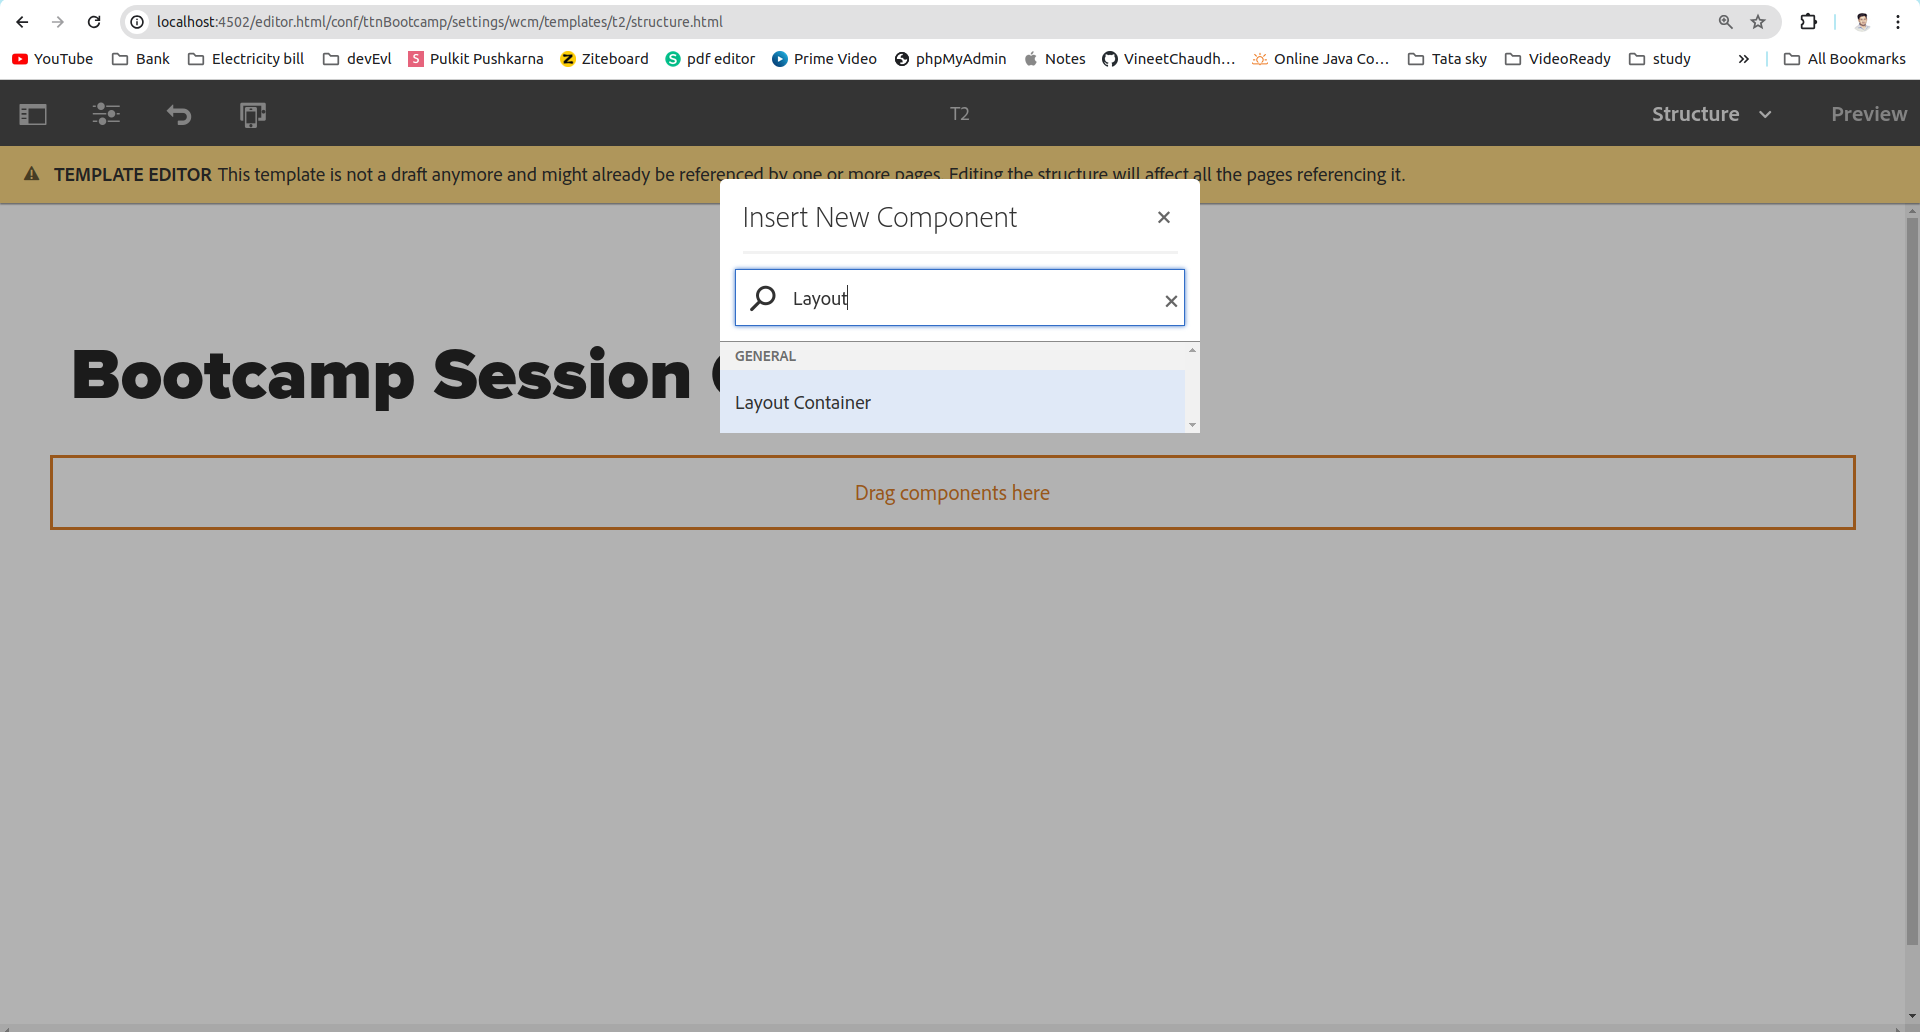 localhost:4502/editor.html/conf/ttnBootcamp/settings/wcm/templates/t2/structure.html
YouTube Bank Electricity bill devEvl S Pulkit Pushkarna Z Ziteboard S pdf editor Prime Video phpMyAdmin Notes VineetChaudh... Online Java Co... Tata sky VideoReady study » All Bookmarks
T2 Structure Preview
TEMPLATE EDITOR This template is not a draft anymore and might already be referenced by one or more pages. Editing the structure will affect all the pages referencing it.
Insert New Component
Layout
GENERAL
Layout Container
Bootcamp Session
Drag components here